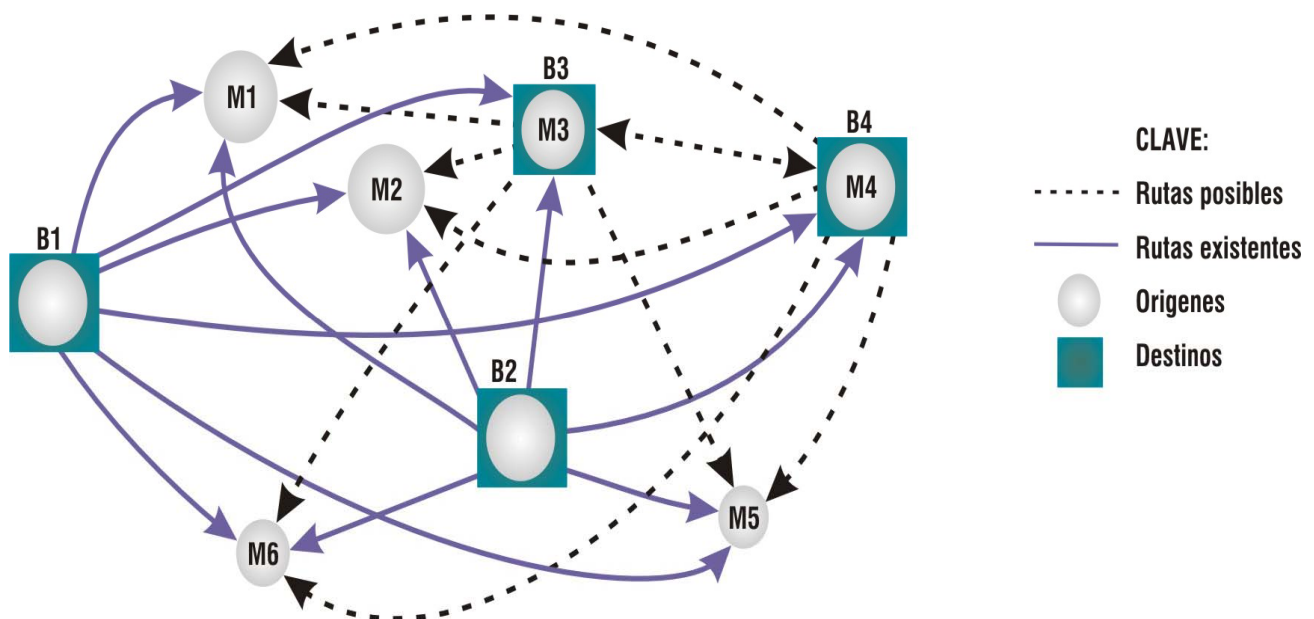 B3
M1
M3
B4
M4
M2
B1
B2
M5
M6
CLAVE:
Rutas posibles
Rutas existentes
Origenes
Destinos